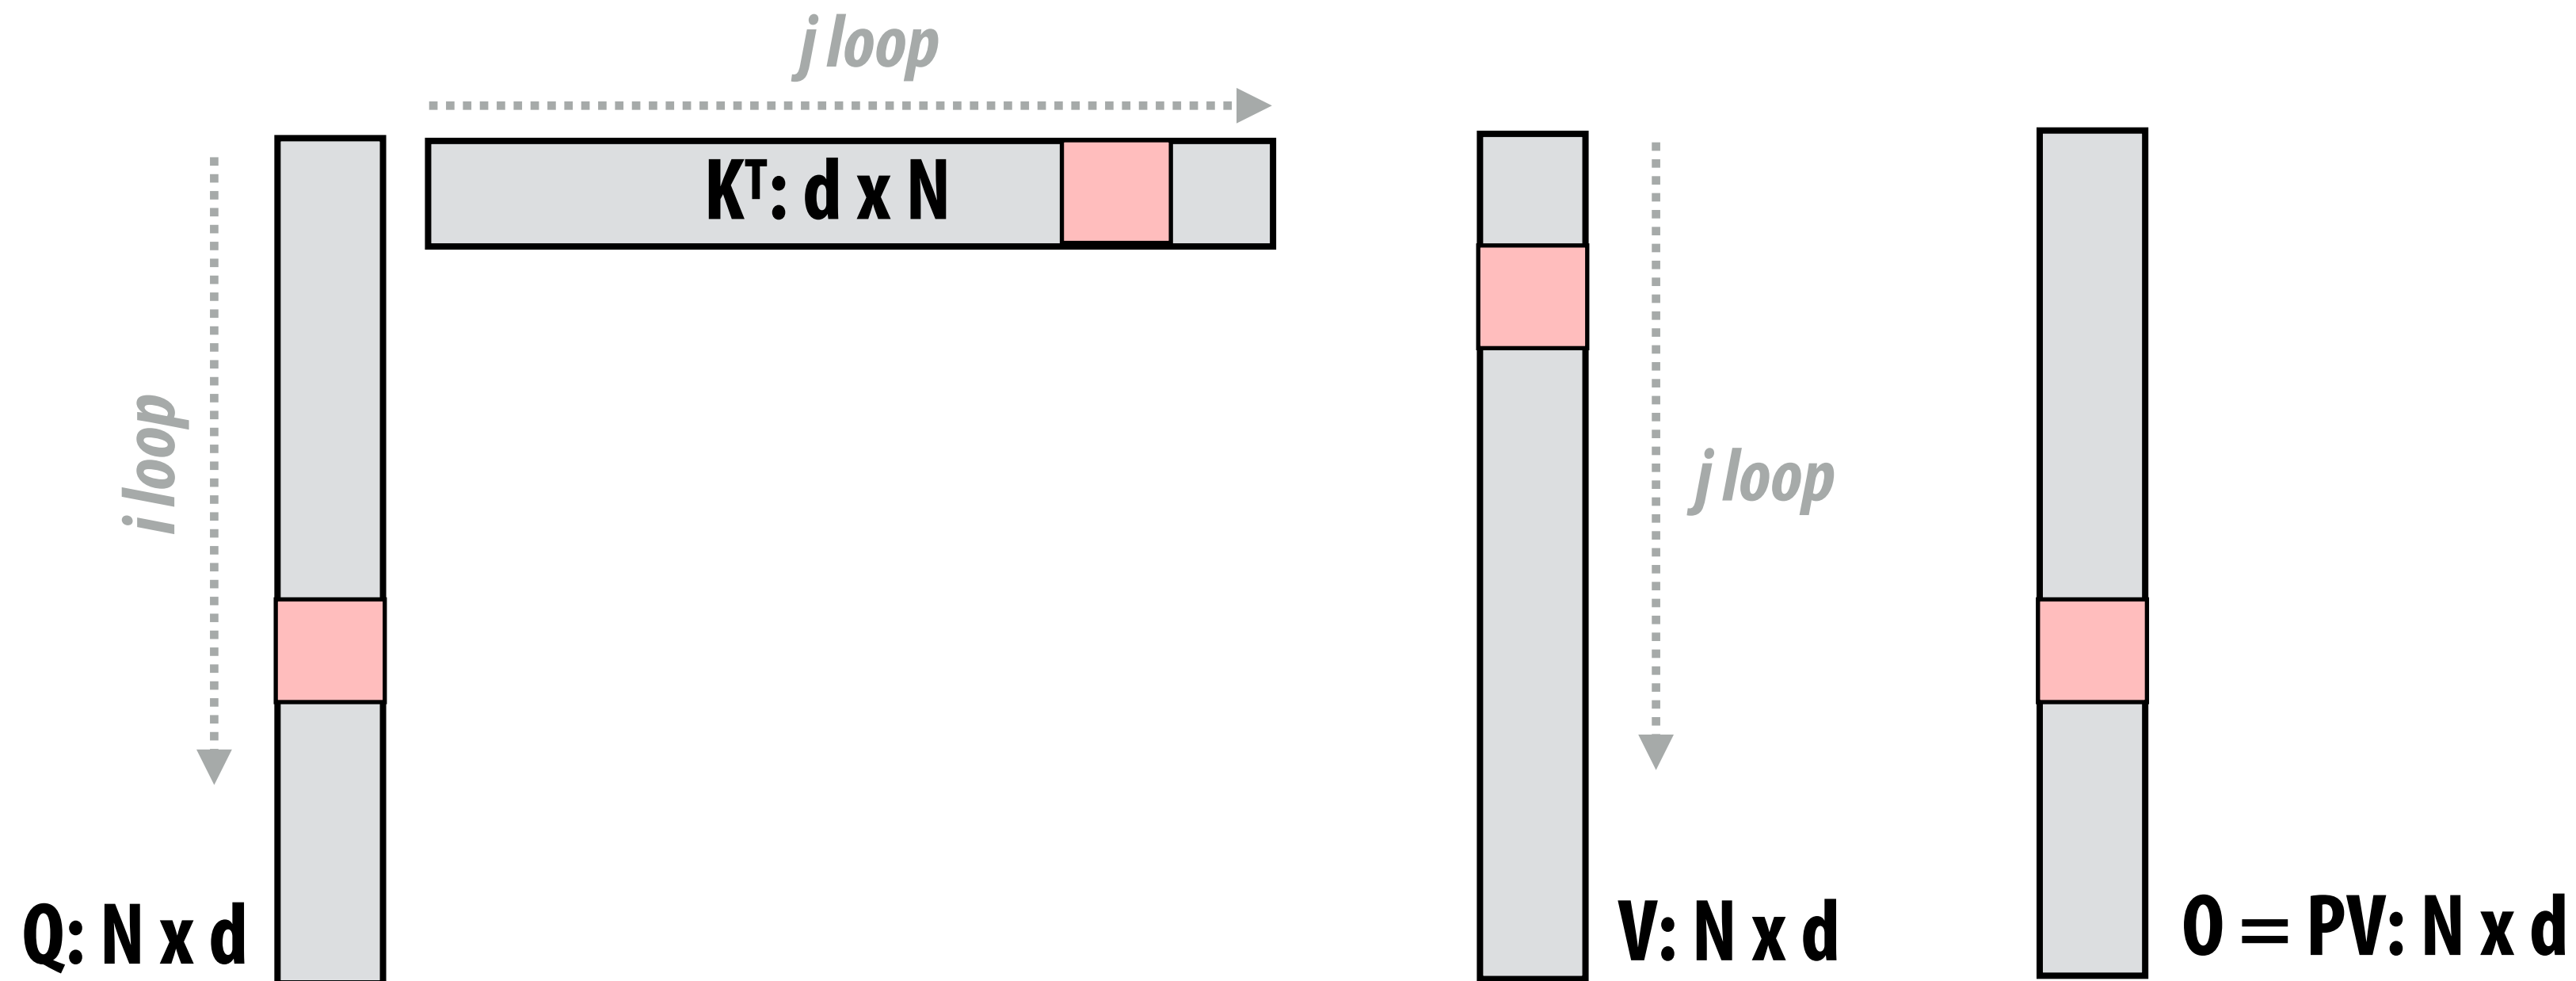 j loop
Kᵀ: d x N
i loop
j loop
Q: N x d
V: N x d
O = PV: N x d